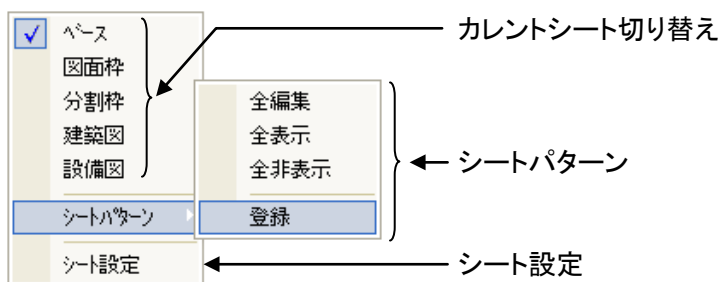 ベース
図面枠
分割枠
建築図
設備図
シートパターン
シート設定
全編集
全表示
全非表示
登録
カレントシート切り替え
シートパターン
シート設定